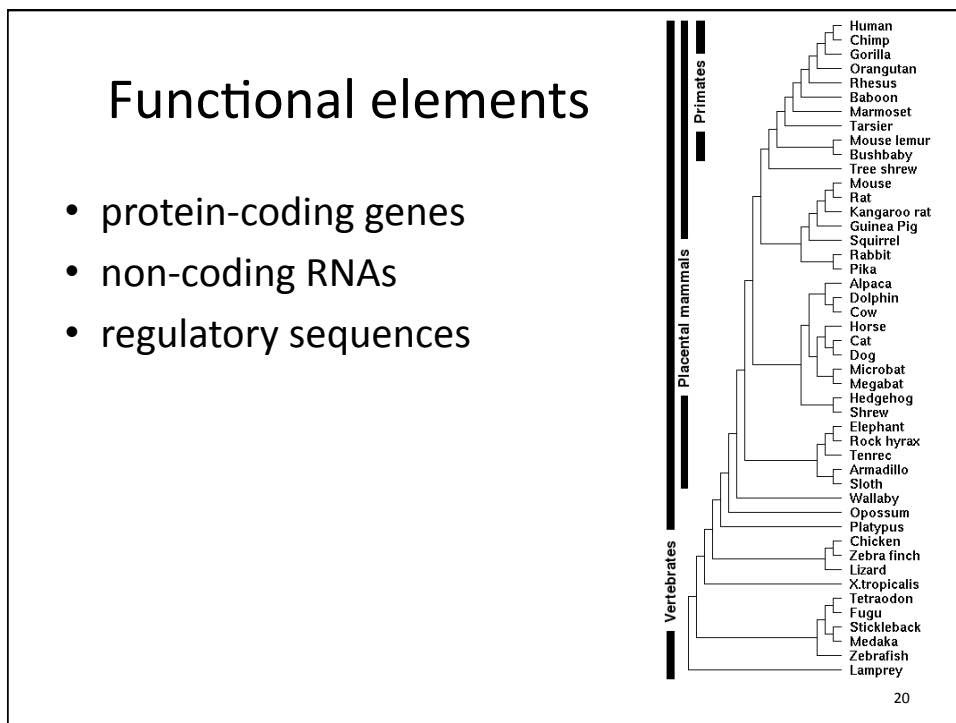 Functional elements
• protein-coding genes
• non-coding RNAs
• regulatory sequences
Primates
Placental mammals
Vertebrates
Human
Chimp
Gorilla
Orangutan
Rhesus
Baboon
Marmoset
Tarsier
Mouse lemur
Bushbaby
Tree shrew
Mouse
Rat
Kangaroo rat
Guinea Pig
Squirrel
Rabbit
Pika
Alpaca
Dolphin
Cow
Horse
Cat
Dog
Microbat
Megabat
Hedgehog
Shrew
Elephant
Rock hyrax
Tenrec
Armadillo
Sloth
Wallaby
Opossum
Platypus
Chicken
Zebra finch
Lizard
X.tropicalis
Tetraodon
Fugu
Stickleback
Medaka
Zebrafish
Lamprey
20